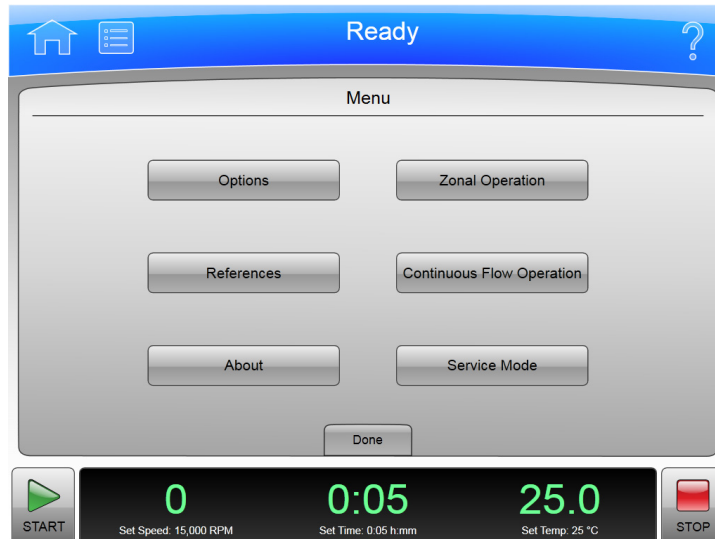 Ready
Menu
Options
Zonal Operation
References
Continuous Flow Operation
About
Service Mode
Done
START
0
0:05
25.0
Set Speed: 15,000 RPM
Set Time: 0:05 h:mm
Set Temp: 25 °C
STOP